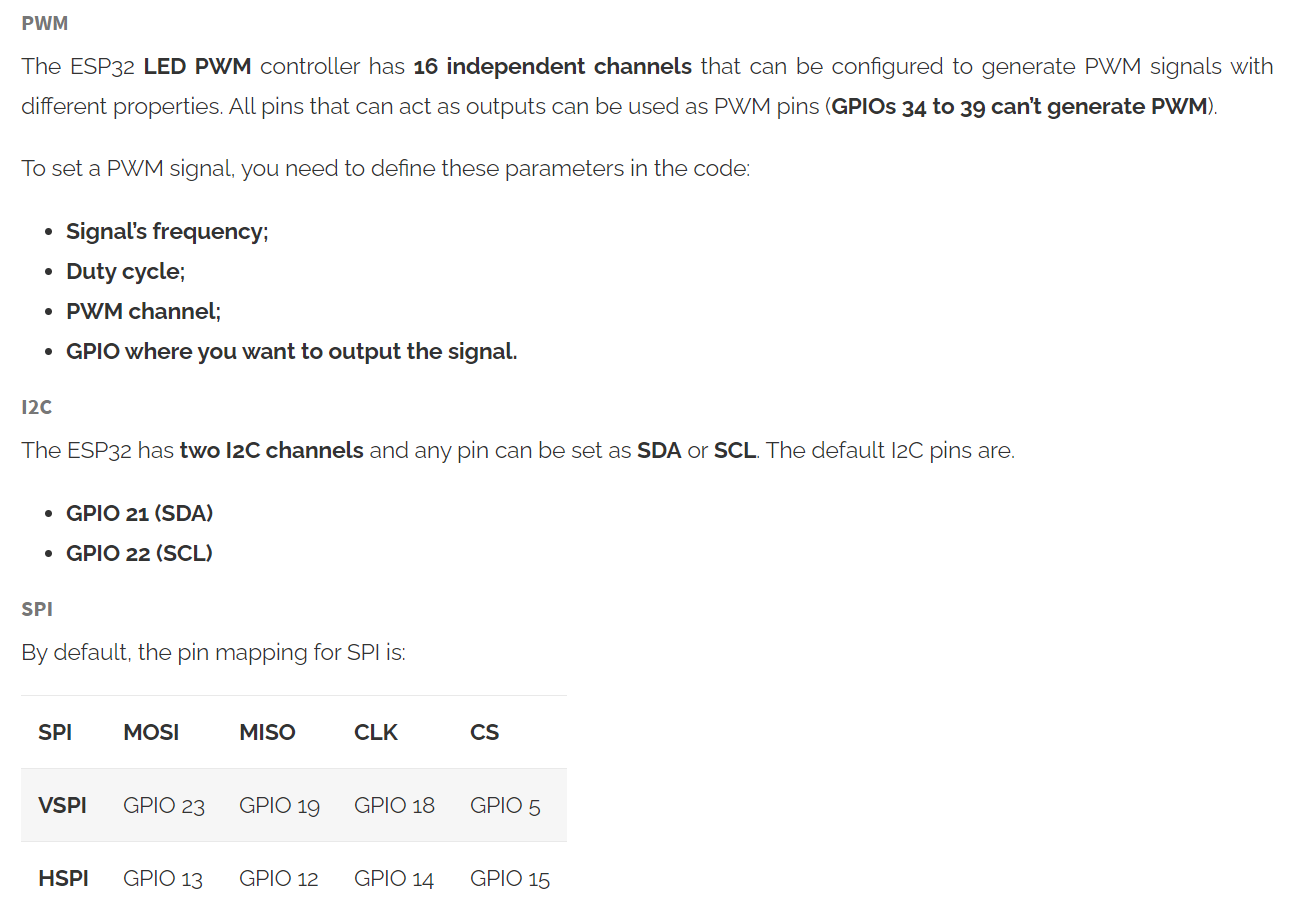 PWM
The ESP32 LED PWM controller has 16 independent channels that can be configured to generate PWM signals with
different properties. All pins that can act as outputs can be used as PWM pins (GPIOs 34 to 39 can’t generate PWM).
To set a PWM signal, you need to define these parameters in the code:
• Signal’s frequency;
• Duty cycle;
• PWM channel;
• GPIO where you want to output the signal.
I2C
The ESP32 has two I2C channels and any pin can be set as SDA or SCL. The default I2C pins are.
• GPIO 21 (SDA)
• GPIO 22 (SCL)
SPI
By default, the pin mapping for SPI is:
SPI MOSI MISO CLK CS
VSPI GPIO 23 GPIO 19 GPIO 18 GPIO 5
HSPI GPIO 13 GPIO 12 GPIO 14 GPIO 15